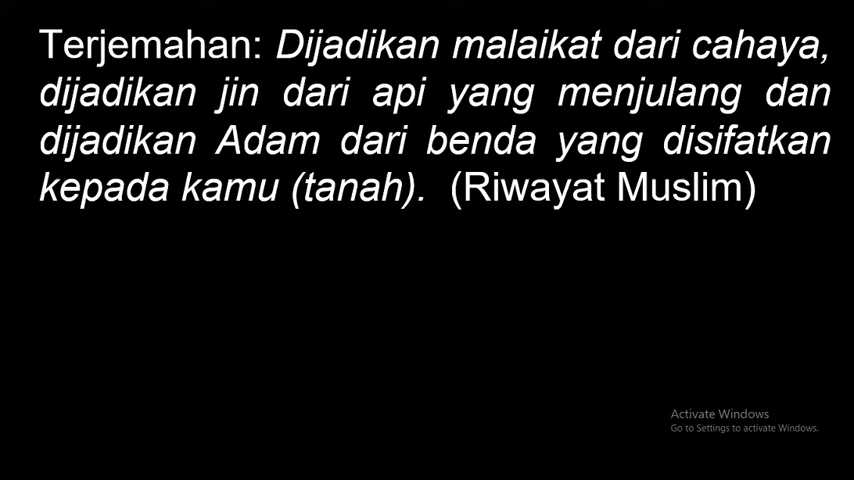 Terjemahan: Dijadikan malaikat dari cahaya,
dijadikan jin dari api yang menjulang dan
dijadikan Adam dari benda yang disifatkan
kepada kamu (tanah). (Riwayat Muslim)
Activate Windows
Go to Settings to activate Windows.